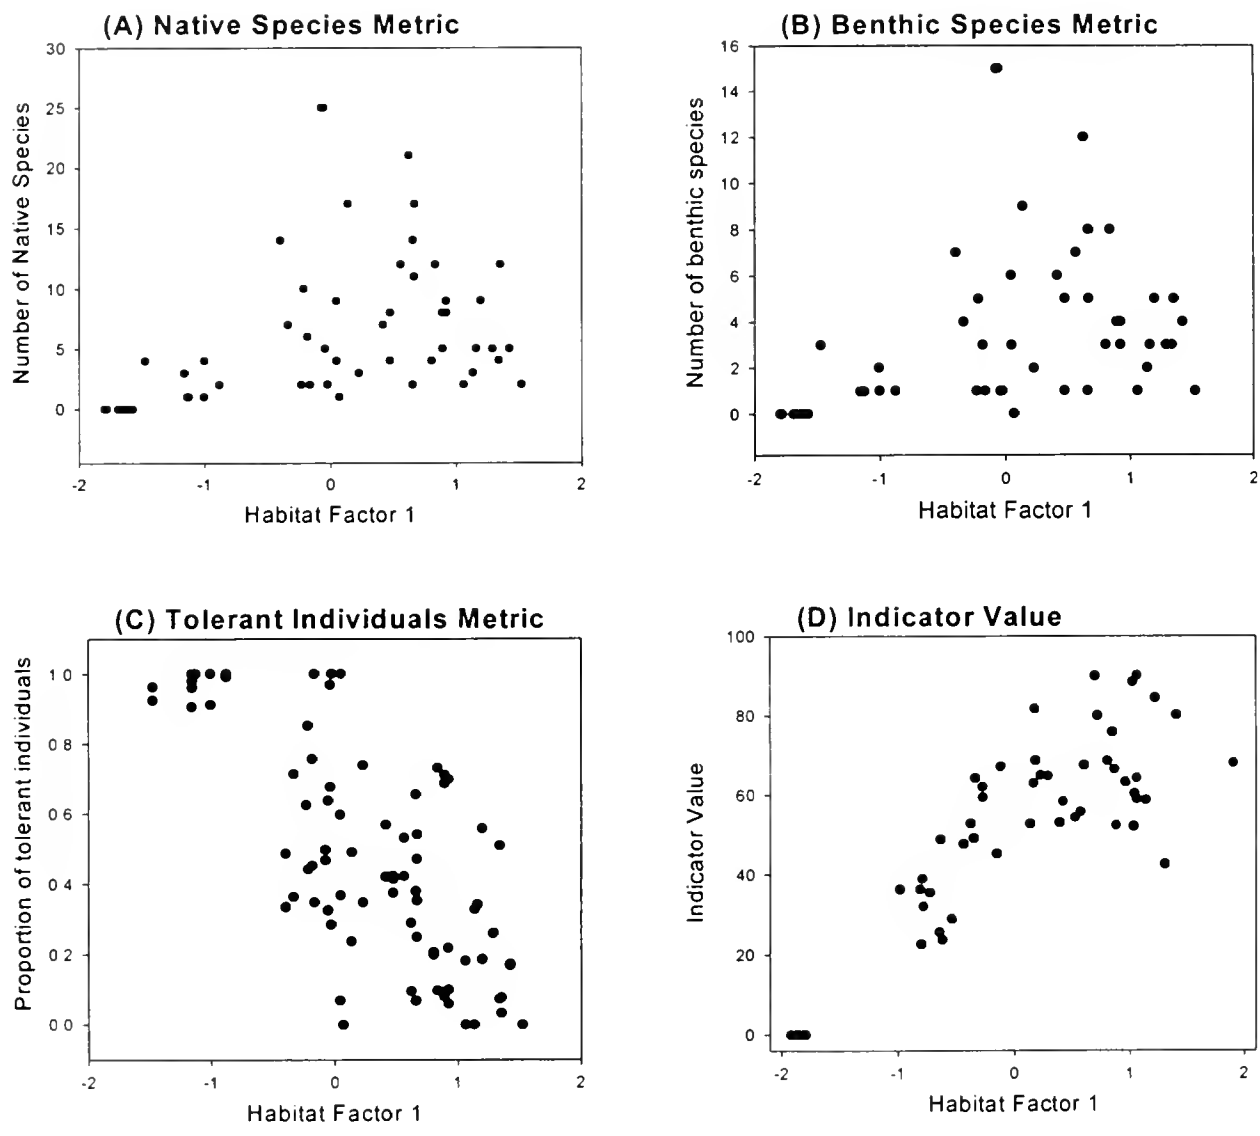 (A) Native Species Metric
Number of Native Species
30
25
20
15
10
5
0
-2 -1 0 1 2
Habitat Factor 1
(B) Benthic Species Metric
Number of benthic species
16
14
12
10
8
6
4
2
0
-2 -1 0 1 2
Habitat Factor 1
(C) Tolerant Individuals Metric
Proportion of tolerant individuals
1 0
0 8
0 6
0 4
0 2
0 0
-2 -1 0 1 2
Habitat Factor 1
(D) Indicator Value
Indicator Value
100
80
60
40
20
0
-2 -1 0 1 2
Habitat Factor 1